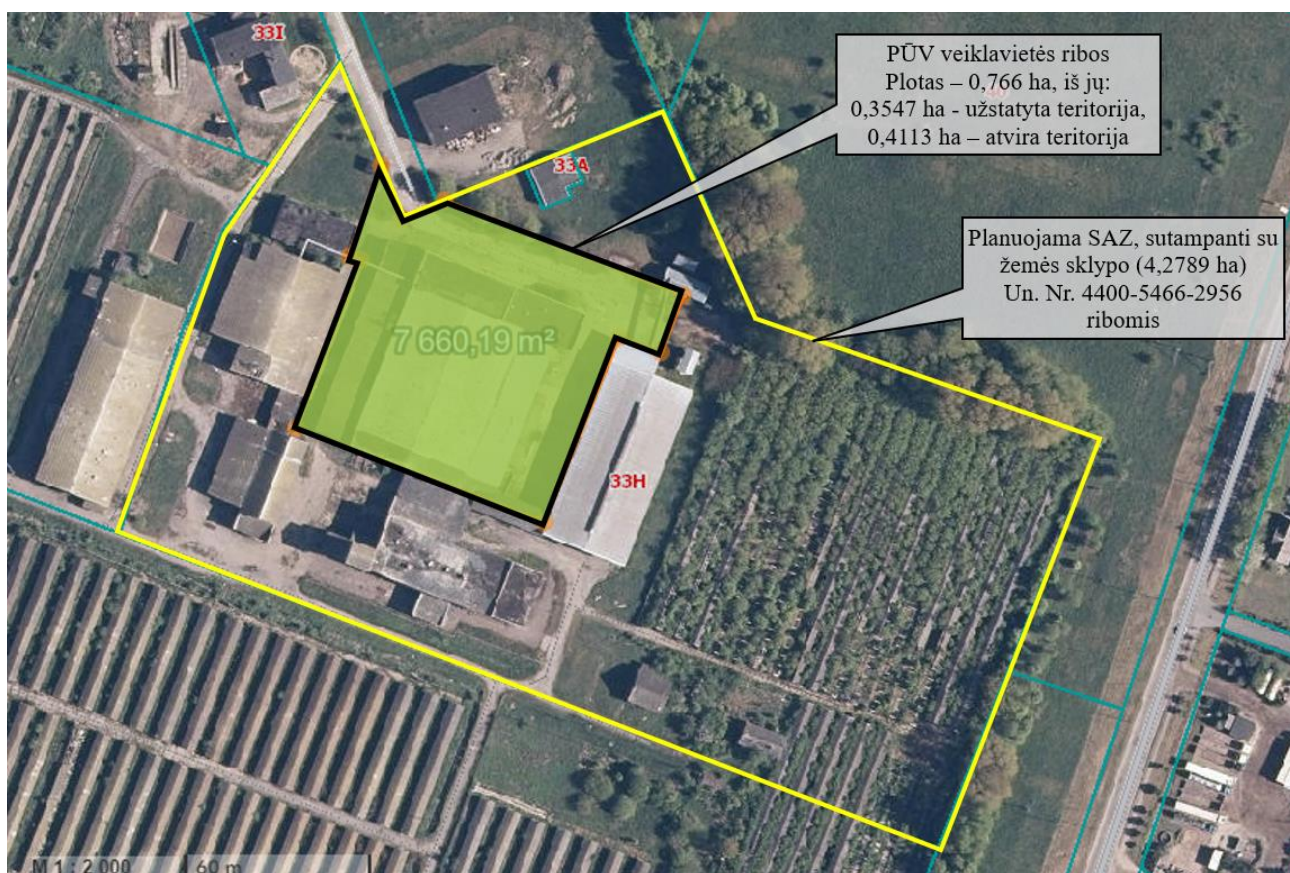 33I
PŪV veiklavietės ribos
Plotas – 0,766 ha, iš jų:
0,3547 ha - užstatyta teritorija,
0,4113 ha – atvira teritorija
33A
Planuojama SAZ, sutampanti su
žemės sklypo (4,2789 ha)
Un. Nr. 4400-5466-2956
ribomis
7 660,19 m²
33H
M 1 : 2 000
60 m